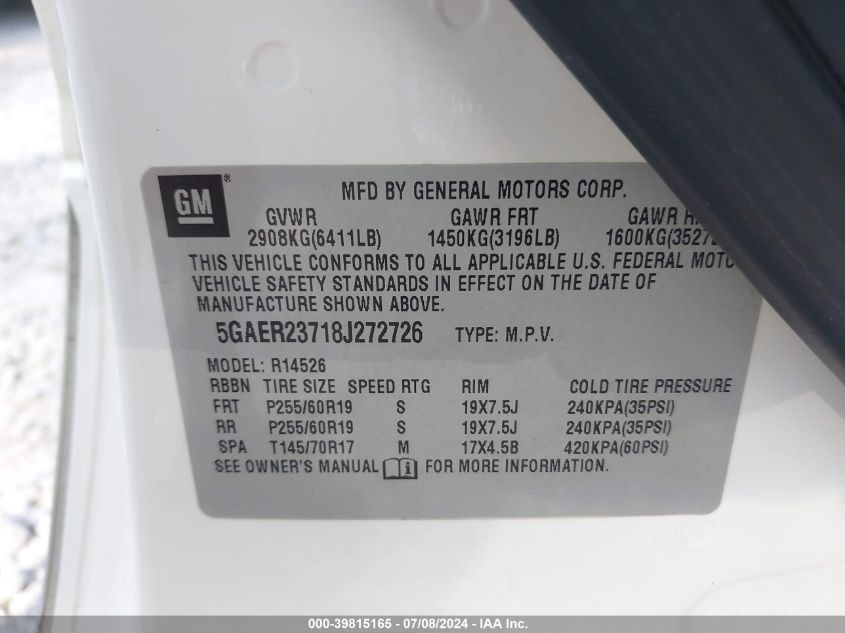 GM ®
MFD BY GENERAL MOTORS CORP.
GVWR GAWR FRT GAWR
2908KG(6411LB) 1450KG(3196LB) 1600KG(3527
THIS VEHICLE CONFORMS TO ALL APPLICABLE U.S. FEDERAL MOTO
VEHICLE SAFETY STANDARDS IN EFFECT ON THE DATE OF
MANUFACTURE SHOWN ABOVE.
5GAER23718J272726 TYPE: M.P.V.
MODEL: R14526
RBBN TIRE SIZE SPEED RTG RIM COLD TIRE PRESSURE
FRT P255/60R19 S 19X7.5J 240KPA(35PSI)
RR P255/60R19 S 19X7.5J 240KPA(35PSI)
SPA T145/70R17 M 17X4.5B 420KPA(60PSI)
SEE OWNER'S MANUAL i FOR MORE INFORMATION.
000-39815165 - 07/08/2024 - IAA Inc.